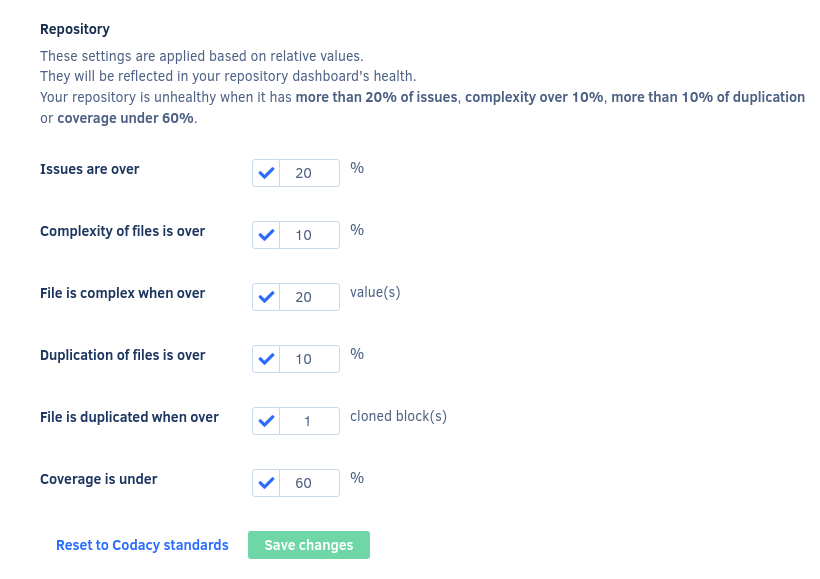 Repository
These settings are applied based on relative values.
They will be reflected in your repository dashboard's health.
Your repository is unhealthy when it has more than 20% of issues, complexity over 10%, more than 10% of duplication
or coverage under 60%.
Issues are over 20 %
Complexity of files is over 10 %
File is complex when over 20 value(s)
Duplication of files is over 10 %
File is duplicated when over 1 cloned block(s)
Coverage is under 60 %
Reset to Codacy standards Save changes